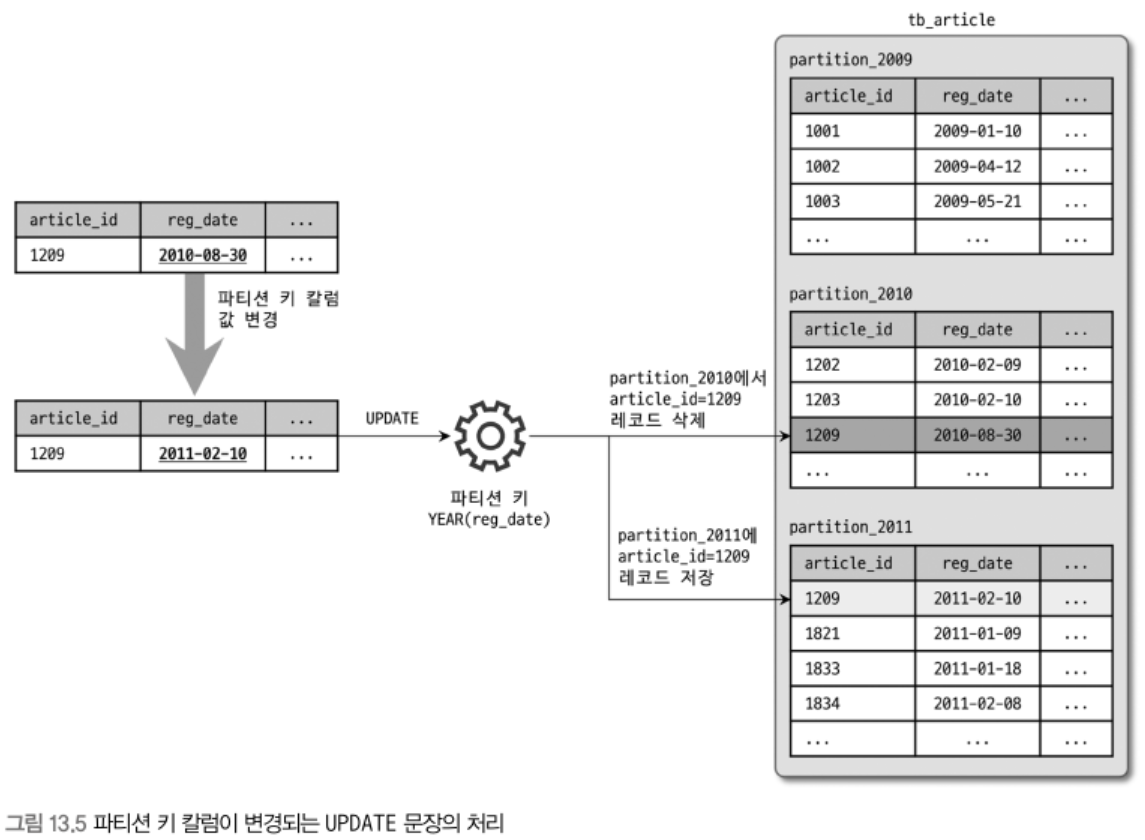 tb_article
partition_2009
article_id reg_date ...
1001 2009-01-10 ...
1002 2009-04-12 ...
1003 2009-05-21 ...
... ... ...
article_id reg_date ...
1209 2010-08-30 ...
파티션 키 칼럼
값 변경
article_id reg_date ...
1209 2011-02-10 ...
UPDATE
파티션 키
YEAR(reg_date)
partition_2010에서
article_id=1209
레코드 삭제
partition_2010
article_id reg_date ...
1202 2010-02-09 ...
1203 2010-02-10 ...
1209 2010-08-30 ...
... ... ...
partition_2011에
article_id=1209
레코드 저장
partition_2011
article_id reg_date ...
1209 2011-02-10 ...
1821 2011-01-09 ...
1833 2011-01-18 ...
1834 2011-02-08 ...
... ... ...
그림 13.5 파티션 키 칼럼이 변경되는 UPDATE 문장의 처리